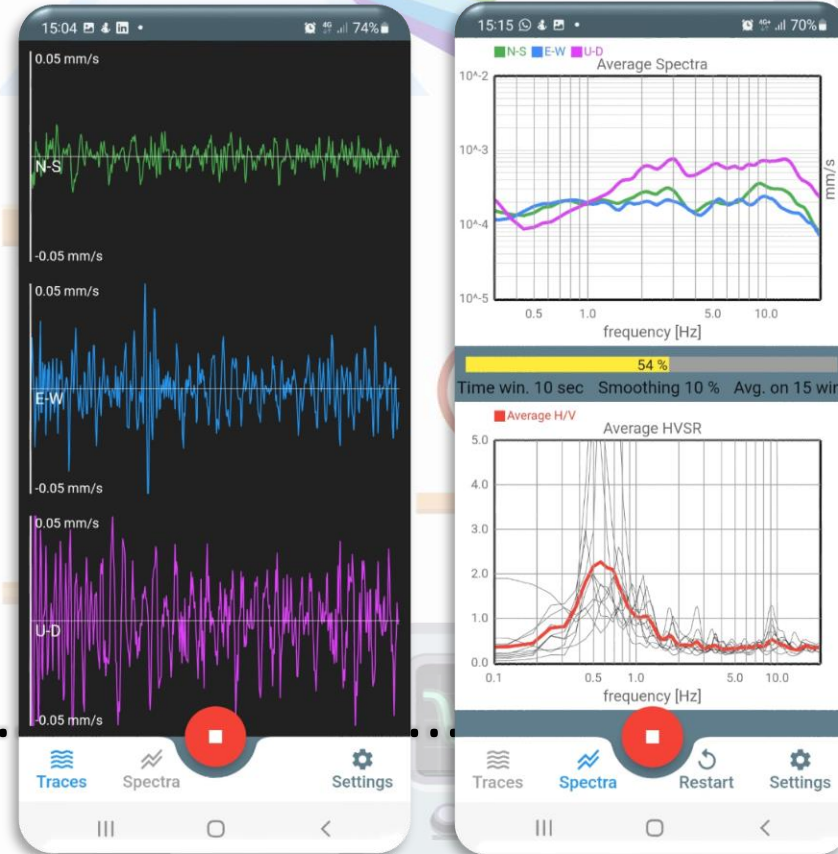 15:04
4G 74%
0.05 mm/s
N-S
-0.05 mm/s
0.05 mm/s
E-W
-0.05 mm/s
0.05 mm/s
U-D
-0.05 mm/s
Traces
Spectra
Settings
15:15
4G+ 70%
N-S E-W U-D
Average Spectra
10^-2
10^-3
10^-4
10^-5
mm/s
0.5 1.0 5.0 10.0
frequency [Hz]
54 %
Time win. 10 sec Smoothing 10 % Avg. on 15 win
Average H/V
Average HVSR
5.0
4.0
3.0
2.0
1.0
0.0
0.1 0.5 1.0 5.0 10.0
frequency [Hz]
Traces
Spectra
Restart
Settings